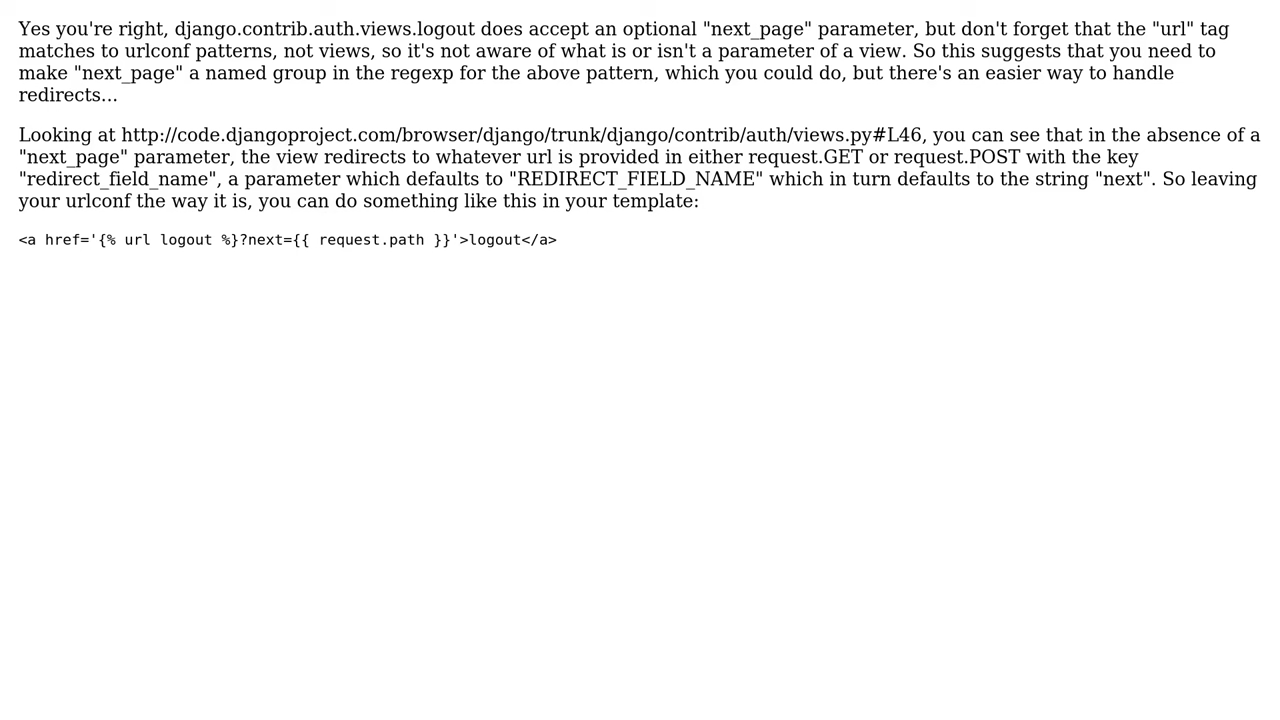 Yes you're right, django.contrib.auth.views.logout does accept an optional "next_page" parameter, but don't forget that the "url" tag
matches to urlconf patterns, not views, so it's not aware of what is or isn't a parameter of a view. So this suggests that you need to
make "next_page" a named group in the regexp for the above pattern, which you could do, but there's an easier way to handle
redirects...
Looking at http://code.djangoproject.com/browser/django/trunk/django/contrib/auth/views.py#L46, you can see that in the absence of a
"next_page" parameter, the view redirects to whatever url is provided in either request.GET or request.POST with the key
"redirect_field_name", a parameter which defaults to "REDIRECT_FIELD_NAME" which in turn defaults to the string "next". So leaving
your urlconf the way it is, you can do something like this in your template:
<a href='{% url logout %}?next={{ request.path }}'>logout</a>